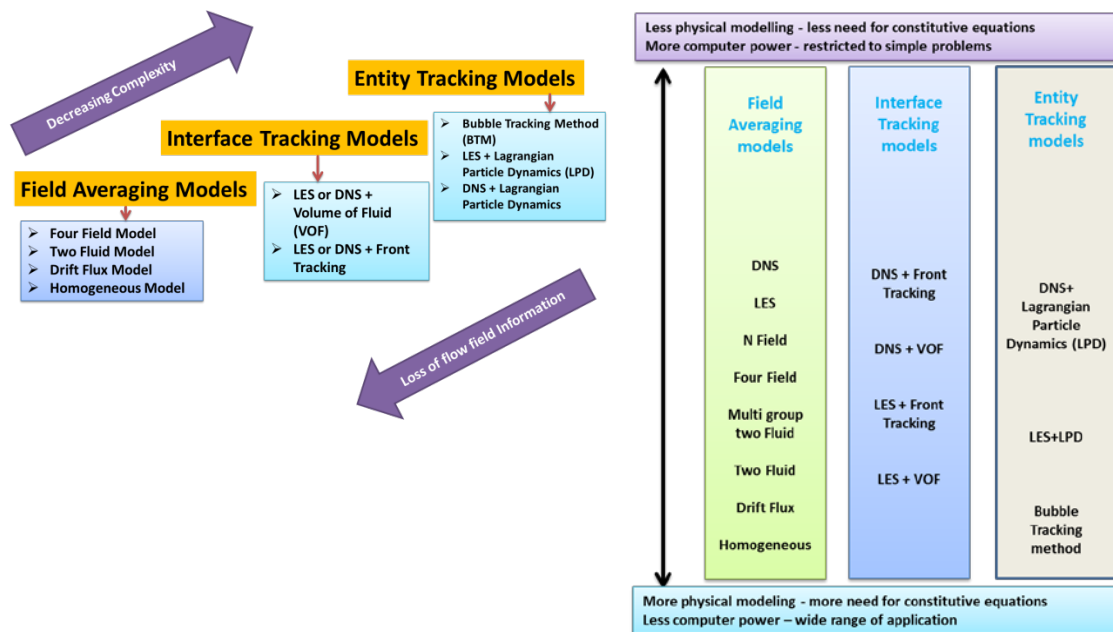 Decreasing Complexity
Entity Tracking Models
Bubble Tracking Method
(BTM)
LES + Lagrangian
Particle Dynamics (LPD)
DNS + Lagrangian
Particle Dynamics
Interface Tracking Models
LES or DNS +
Volume of Fluid
(VOF)
LES or DNS + Front
Tracking
Field Averaging Models
Four Field Model
Two Fluid Model
Drift Flux Model
Homogeneous Model
Loss of flow field Information
Less physical modelling - less need for constitutive equations
More computer power - restricted to simple problems
Field
Averaging
models
DNS
LES
N Field
Four Field
Multi group
two Fluid
Two Fluid
Drift Flux
Homogeneous
Interface
Tracking
models
DNS + Front
Tracking
DNS + VOF
LES + Front
Tracking
LES + VOF
Entity
Tracking
models
DNS+
Lagrangian
Particle
Dynamics (LPD)
LES+LPD
Bubble
Tracking
method
More physical modeling - more need for constitutive equations
Less computer power – wide range of application